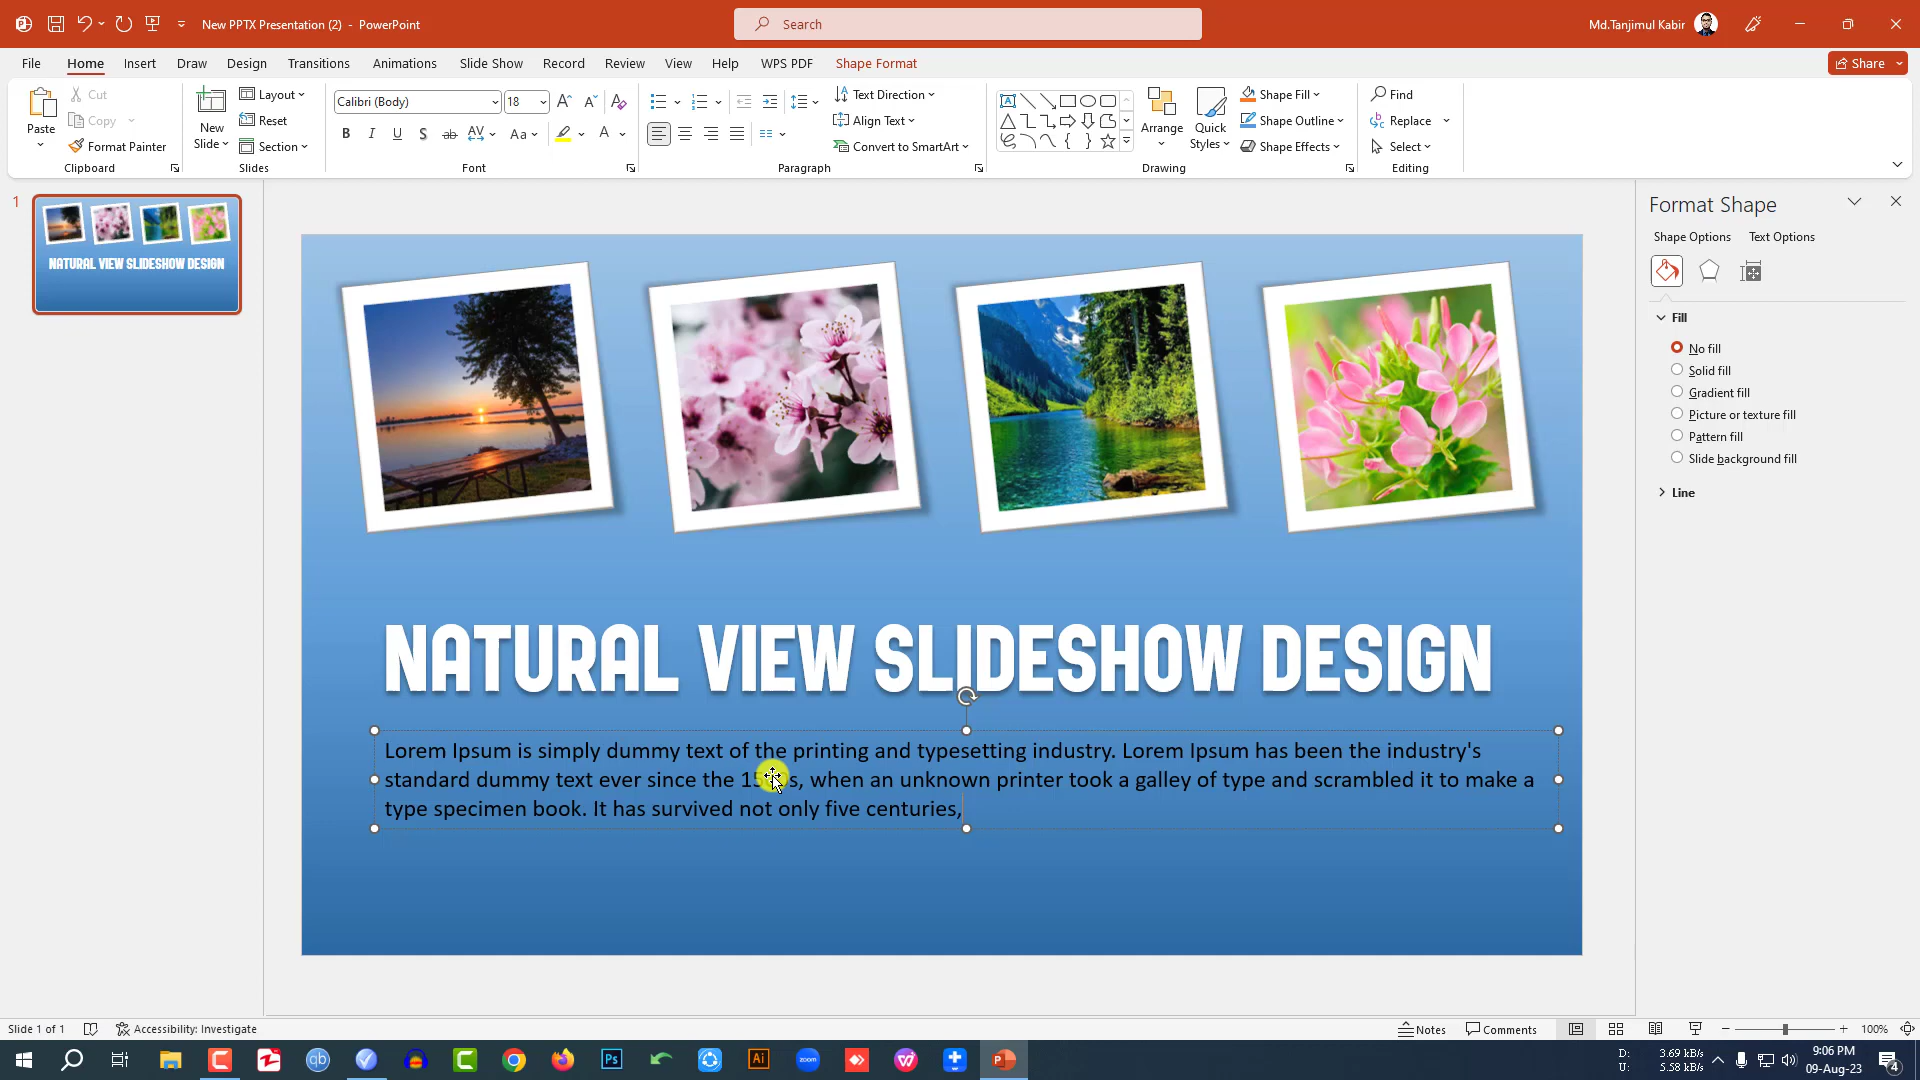 New PPTX Presentation (2) - PowerPoint
Search
Md.Tanjimul Kabir
File Home Insert Draw Design Transitions Animations Slide Show Record Review View Help WPS PDF Shape Format
Share
Paste
Cut
Copy
Format Painter
Clipboard
New
Slide
Layout
Reset
Section
Slides
Calibri (Body) 18
Font
Text Direction
Align Text
Convert to SmartArt
Paragraph
Arrange
Quick
Styles
Shape Fill
Shape Outline
Shape Effects
Drawing
Find
Replace
Select
Editing
1
NATURAL VIEW SLIDESHOW DESIGN
NATURAL VIEW SLIDESHOW DESIGN
Lorem Ipsum is simply dummy text of the printing and typesetting industry. Lorem Ipsum has been the industry's
standard dummy text ever since the 1500s, when an unknown printer took a galley of type and scrambled it to make a
type specimen book. It has survived not only five centuries,
Format Shape
Shape Options Text Options
Fill
No fill
Solid fill
Gradient fill
Picture or texture fill
Pattern fill
Slide background fill
Line
Slide 1 of 1
Accessibility: Investigate
Notes
Comments
100%
D: 3.69 kB/s
U: 5.58 kB/s
9:06 PM
09-Aug-23
4